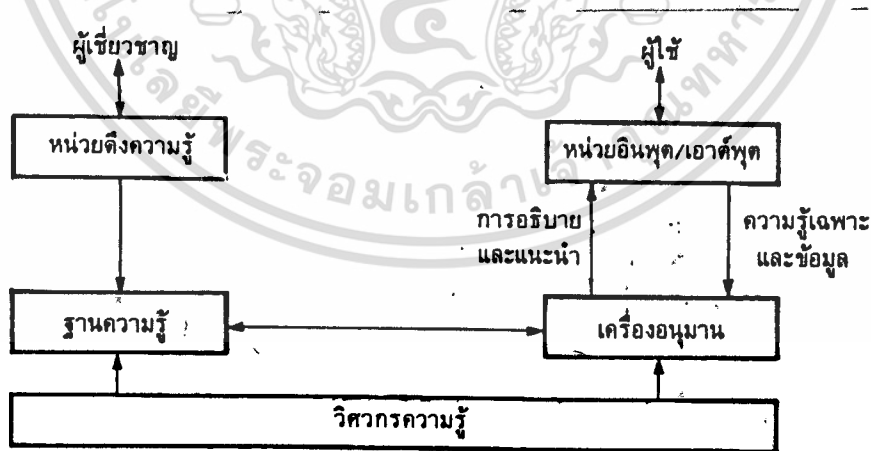 ผู้เชี่ยวชาญ
ผู้ใช้
หน่วยดึงความรู้
หน่วยอินพุต/เอาต์พุต
การอธิบาย
และแนะนำ
ความรู้เฉพาะ
และข้อมูล
ฐานความรู้
เครื่องอนุมาน
วิศวกรความรู้